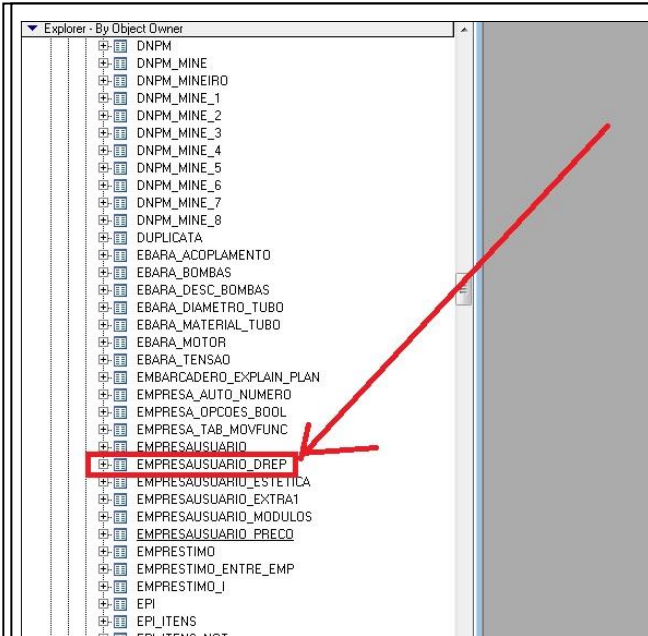 Explorer - By Object Owner
DNPM
DNPM_MINE
DNPM_MINEIRO
DNPM_MINE_1
DNPM_MINE_2
DNPM_MINE_3
DNPM_MINE_4
DNPM_MINE_5
DNPM_MINE_6
DNPM_MINE_7
DNPM_MINE_8
DUPLICATA
EBARA_ACOPLAMENTO
EBARA_BOMBAS
EBARA_DESC_BOMBAS
EBARA_DIAMETRO_TUBO
EBARA_MATERIAL_TUBO
EBARA_MOTOR
EBARA_TENSAO
EMBARCADERO_EXPLAIN_PLAN
EMPRESA_AUTO_NUMERO
EMPRESA_OPCOES_BOOL
EMPRESA_TAB_MOVFUNC
EMPRESAUSUARIO
EMPRESAUSUARIO_DREP
EMPRESAUSUARIO_ESTETICA
EMPRESAUSUARIO_EXTRA1
EMPRESAUSUARIO_MODULOS
EMPRESAUSUARIO_PRECO
EMPRESTIMO
EMPRESTIMO_ENTRE_EMP
EMPRESTIMO_I
EPI
EPI_ITENS